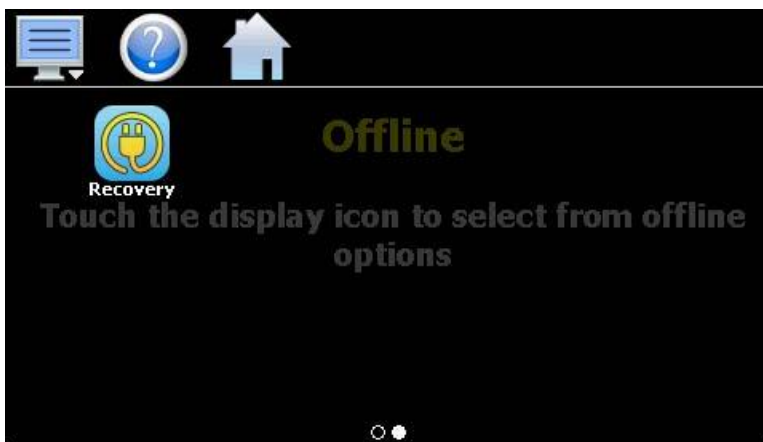 ?
Offline
Recovery
Touch the display icon to select from offline
options